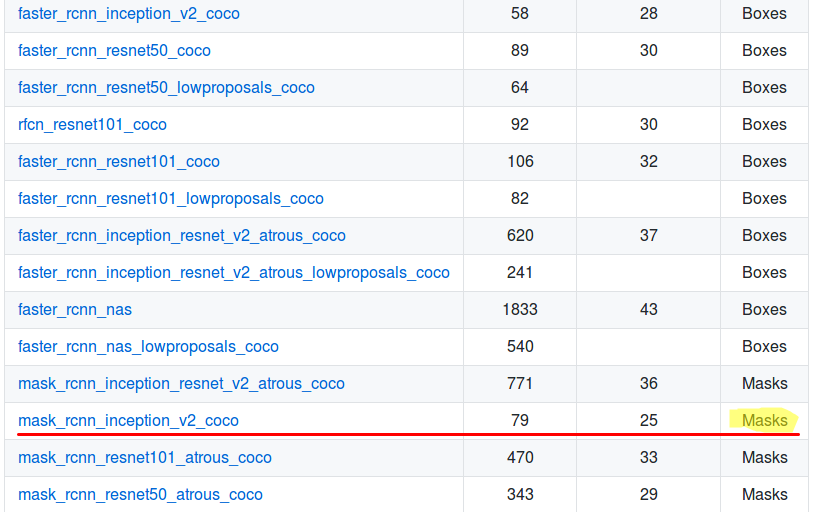 faster_rcnn_inception_v2_coco 58 28 Boxes
faster_rcnn_resnet50_coco 89 30 Boxes
faster_rcnn_resnet50_lowproposals_coco 64 Boxes
rfcn_resnet101_coco 92 30 Boxes
faster_rcnn_resnet101_coco 106 32 Boxes
faster_rcnn_resnet101_lowproposals_coco 82 Boxes
faster_rcnn_inception_resnet_v2_atrous_coco 620 37 Boxes
faster_rcnn_inception_resnet_v2_atrous_lowproposals_coco 241 Boxes
faster_rcnn_nas 1833 43 Boxes
faster_rcnn_nas_lowproposals_coco 540 Boxes
mask_rcnn_inception_resnet_v2_atrous_coco 771 36 Masks
mask_rcnn_inception_v2_coco 79 25 Masks
mask_rcnn_resnet101_atrous_coco 470 33 Masks
mask_rcnn_resnet50_atrous_coco 343 29 Masks